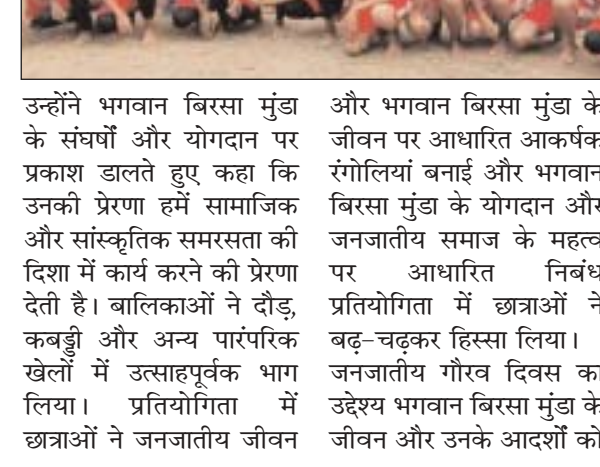 उन्होंने भगवान बिरसा मुंडा
के संघर्षों और योगदान पर
प्रकाश डालते हुए कहा कि
उनकी प्रेरणा हमें सामाजिक
और सांस्कृतिक समरसता की
दिशा में कार्य करने की प्रेरणा
देती है। बालिकाओं ने दौड़,
कबड्डी और अन्य पारंपरिक
खेलों में उत्साहपूर्वक भाग
लिया। प्रतियोगिता में
छात्राओं ने जनजातीय जीवन
और भगवान बिरसा मुंडा के
जीवन पर आधारित आकर्षक
रंगोलियां बनाई और भगवान
बिरसा मुंडा के योगदान और
जनजातीय समाज के महत्व
पर आधारित निबंध
प्रतियोगिता में छात्राओं ने
बढ़-चढ़कर हिस्सा लिया।
जनजातीय गौरव दिवस का
उद्देश्य भगवान बिरसा मुंडा के
जीवन और उनके आदर्शों को